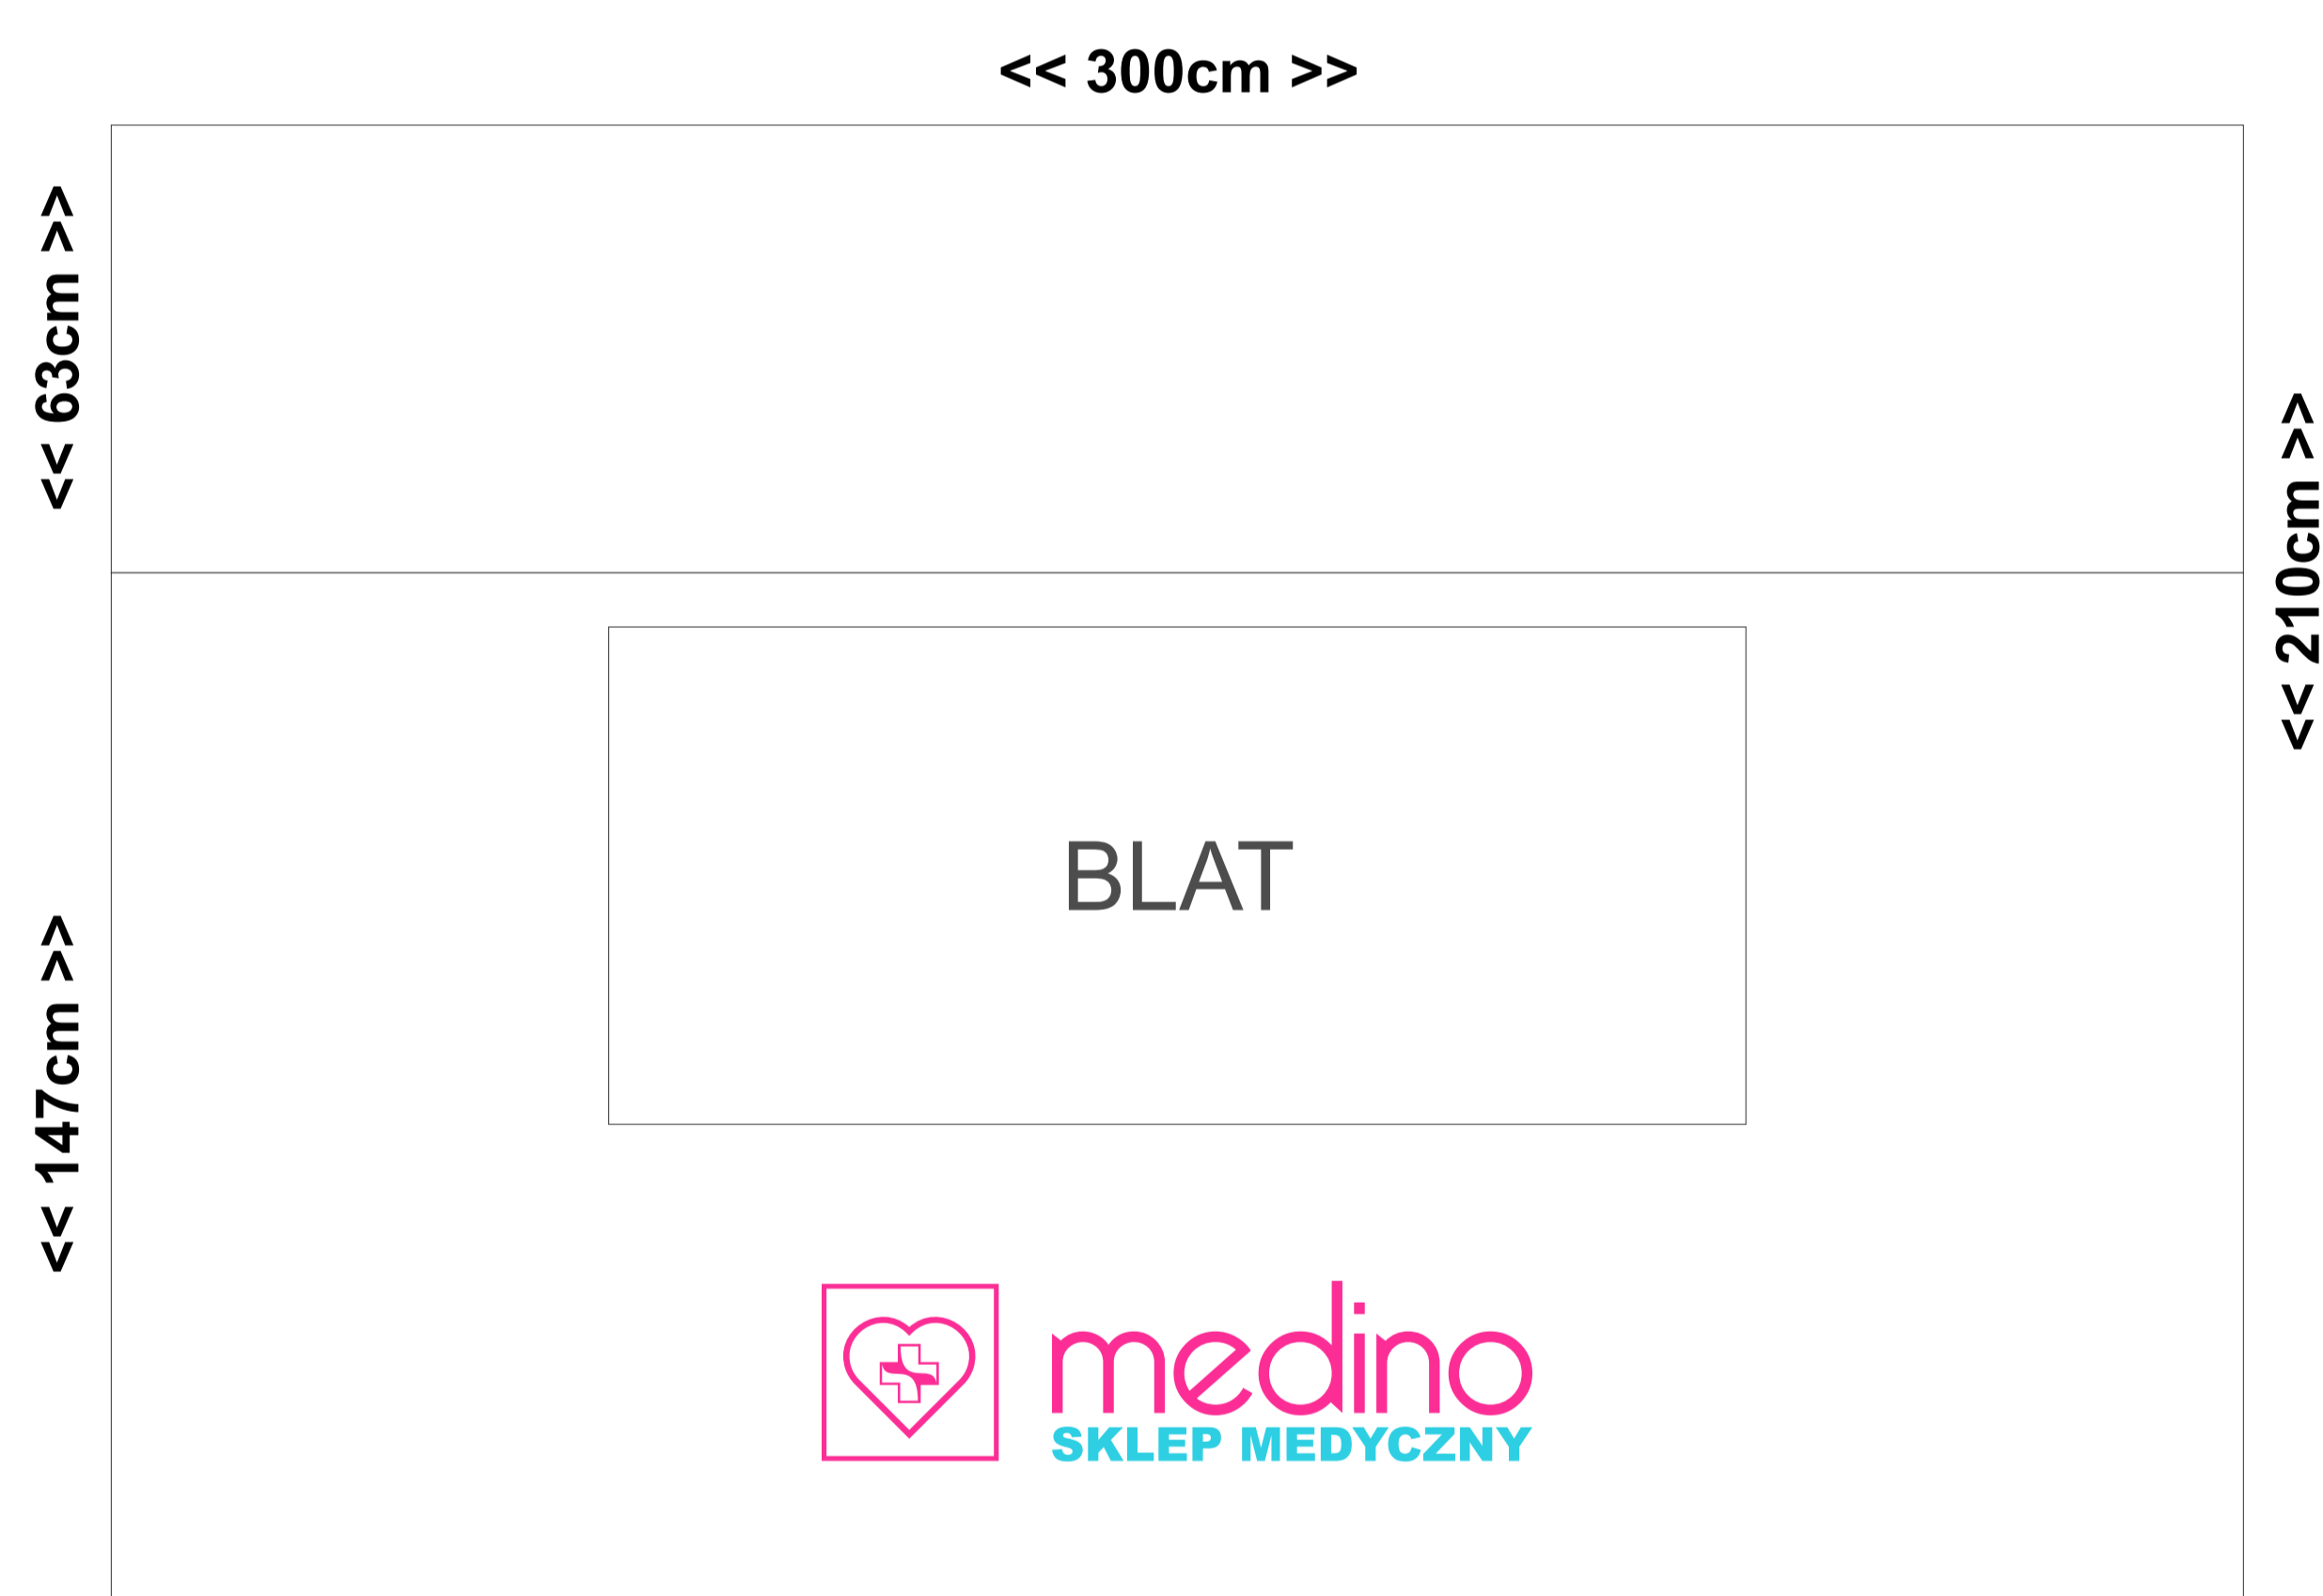 << 300cm >>
<< 63cm >>
<< 210cm >>
BLAT
<< 147cm >>
medino
SKLEP MEDYCZNY